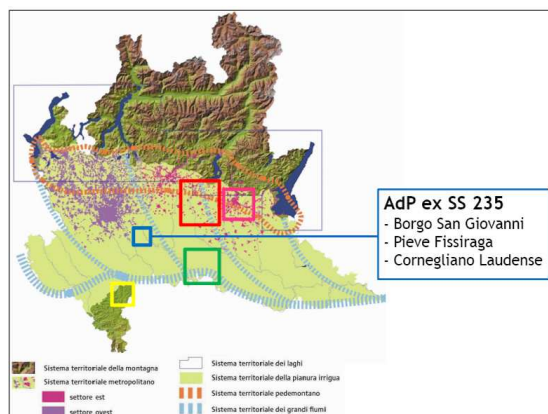 AdP ex SS 235
- Borgo San Giovanni
- Pieve Fissiraga
- Cornegliano Laudense
Sistema territoriale della montagna
Sistema territoriale metropolitano
settore est
settore ovest
Sistema territoriale dei laghi
Sistema territoriale della pianura irrigua
Sistema territoriale pedemontano
Sistema territoriale dei grandi fiumi